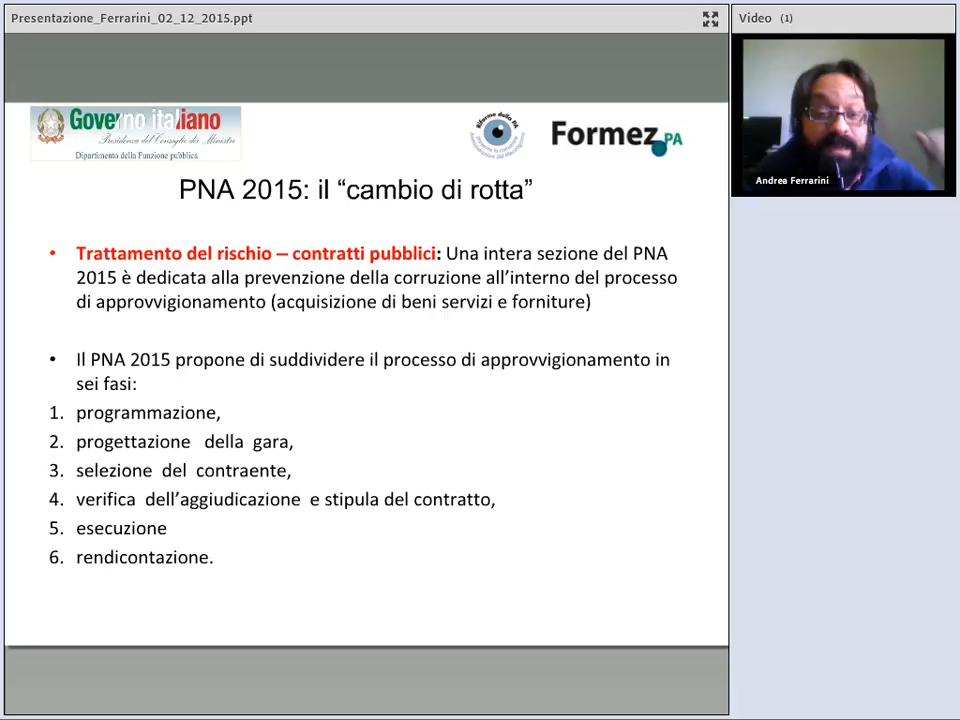 Presentazione_Ferrarini_02_12_2015.ppt
Video (1)
Governo italiano
Presidenza del Consiglio dei Ministri
Dipartimento della Funzione pubblica
Riforme della PA
Formez PA
Andrea Ferrarini
PNA 2015: il “cambio di rotta”
• Trattamento del rischio – contratti pubblici: Una intera sezione del PNA
2015 è dedicata alla prevenzione della corruzione all’interno del processo
di approvvigionamento (acquisizione di beni servizi e forniture)
• Il PNA 2015 propone di suddividere il processo di approvvigionamento in
sei fasi:
1. programmazione,
2. progettazione della gara,
3. selezione del contraente,
4. verifica dell’aggiudicazione e stipula del contratto,
5. esecuzione
6. rendicontazione.